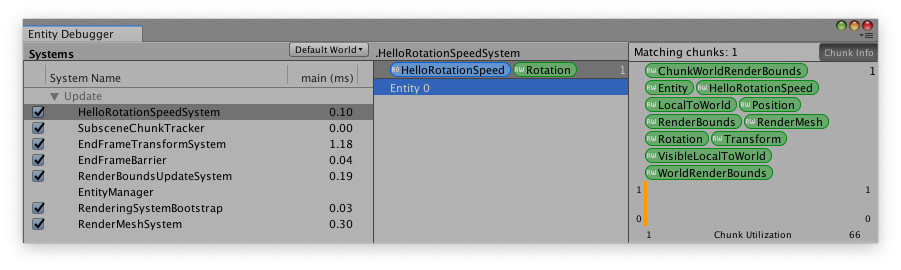 Entity Debugger
Systems
Default World
System Name main (ms)
Update
HelloRotationSpeedSystem 0.10
SubsceneChunkTracker 0.00
EndFrameTransformSystem 1.18
EndFrameBarrier 0.04
RenderBoundsUpdateSystem 0.19
EntityManager
RenderingSystemBootstrap 0.03
RenderMeshSystem 0.30
.HelloRotationSpeedSystem
RO HelloRotationSpeed RW Rotation 1
Entity 0
Matching chunks: 1 Chunk Info
RW ChunkWorldRenderBounds 1
RW Entity RW HelloRotationSpeed
RW LocalToWorld RW Position
RW RenderBounds RW RenderMesh
RW Rotation RW Transform
RW VisibleLocalToWorld
RW WorldRenderBounds
1 1
0 0
1 Chunk Utilization 66